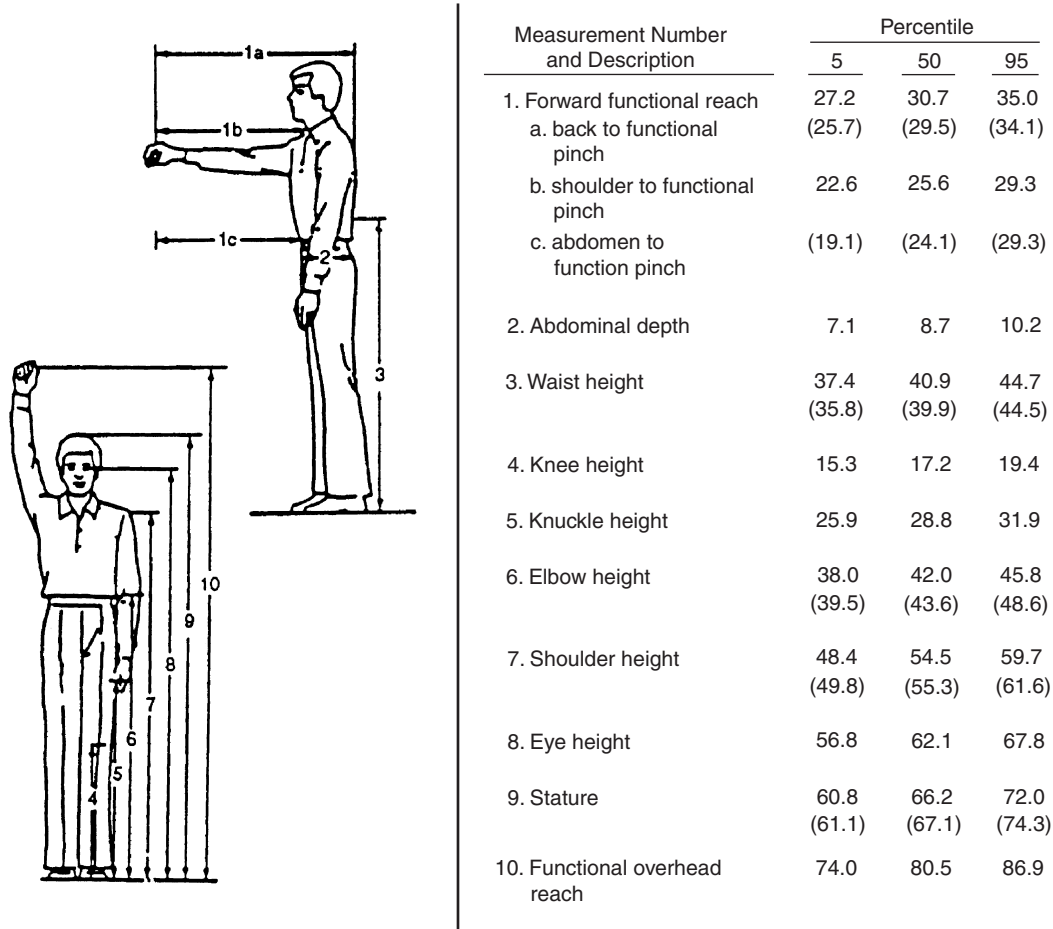 1a
1b
1c
2
3
10
9
8
7
6
5
4
Measurement Number
and Description
Percentile
5 50 95
1. Forward functional reach 27.2 30.7 35.0
a. back to functional (25.7) (29.5) (34.1)
pinch
b. shoulder to functional 22.6 25.6 29.3
pinch
c. abdomen to (19.1) (24.1) (29.3)
function pinch
2. Abdominal depth 7.1 8.7 10.2
3. Waist height 37.4 40.9 44.7
(35.8) (39.9) (44.5)
4. Knee height 15.3 17.2 19.4
5. Knuckle height 25.9 28.8 31.9
6. Elbow height 38.0 42.0 45.8
(39.5) (43.6) (48.6)
7. Shoulder height 48.4 54.5 59.7
(49.8) (55.3) (61.6)
8. Eye height 56.8 62.1 67.8
9. Stature 60.8 66.2 72.0
(61.1) (67.1) (74.3)
10. Functional overhead 74.0 80.5 86.9
reach